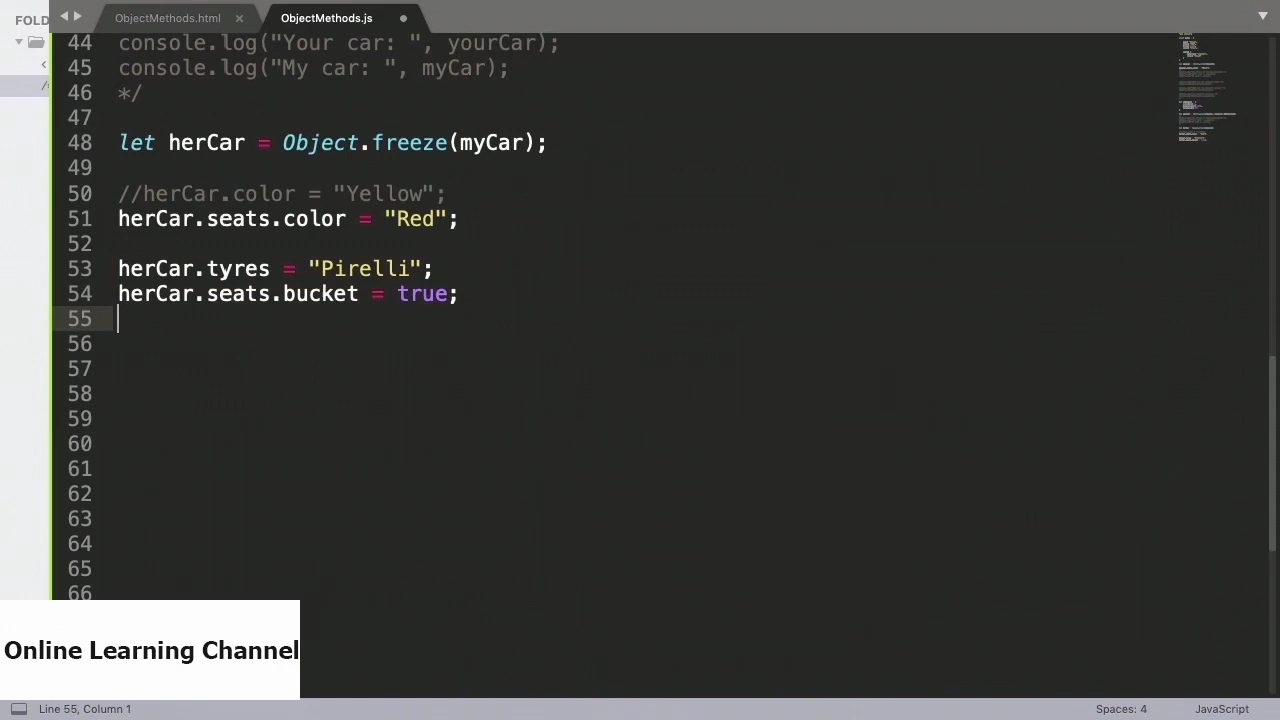 FOLD
ObjectMethods.html ×
ObjectMethods.js
44 console.log("Your car: ", yourCar);
45 console.log("My car: ", myCar);
46 */
47
48 let herCar = Object.freeze(myCar);
49
50 //herCar.color = "Yellow";
51 herCar.seats.color = "Red";
52
53 herCar.tyres = "Pirelli";
54 herCar.seats.bucket = true;
55
56
57
58
59
60
61
62
63
64
65
66
Online Learning Channel
Line 55, Column 1
Spaces: 4
JavaScript